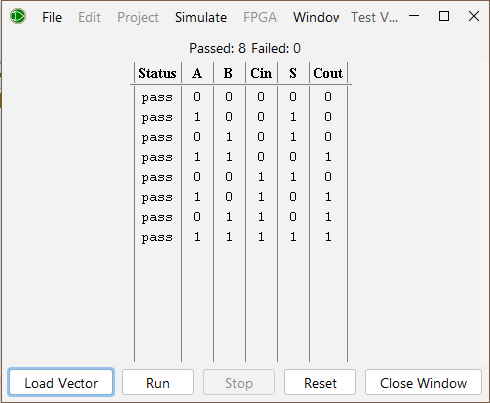 File Edit Project Simulate FPGA Window Test V...
Passed: 8 Failed: 0
Status A B Cin S Cout
pass 0 0 0 0 0
pass 1 0 0 1 0
pass 0 1 0 1 0
pass 1 1 0 0 1
pass 0 0 1 1 0
pass 1 0 1 0 1
pass 0 1 1 0 1
pass 1 1 1 1 1
Load Vector Run Stop Reset Close Window